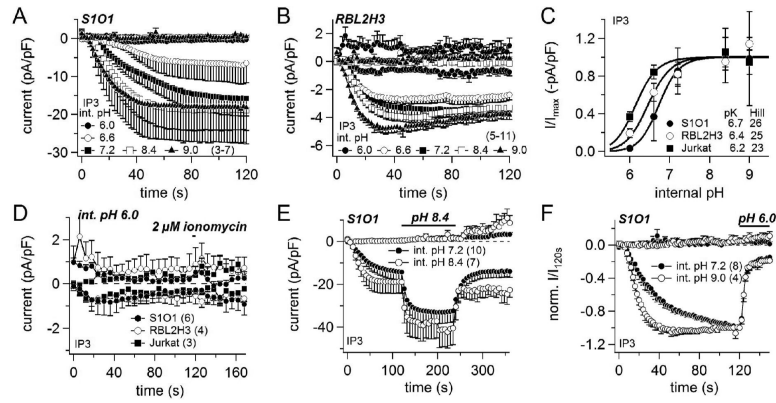 A
S1O1
0
-10
-20
-30
current (pA/pF)
IP3
int. pH
6.0
6.6
7.2
8.4
9.0
(3-7)
0
40
80
120
time (s)
B
RBL2H3
2
0
-2
-4
-6
current (pA/pF)
IP3
int. pH
(5-11)
6.0
6.6
7.2
8.4
9.0
0
40
80
120
time (s)
C
IP3
1.2
0.8
0.4
0.0
I/Imax (-pA/pF)
pK Hill
S1O1 6.7 26
RBL2H3 6.4 25
Jurkat 6.2 23
6
7
8
9
internal pH
D
int. pH 6.0
2 µM ionomycin
2
0
-2
current (pA/pF)
S1O1 (6)
RBL2H3 (4)
Jurkat (3)
IP3
0
40
80
120
160
time (s)
E
S1O1
pH 8.4
0
-20
-40
current (pA/pF)
int. pH 7.2 (10)
int. pH 8.4 (7)
IP3
0
100
200
300
time (s)
F
S1O1
pH 6.0
0.0
-0.4
-0.8
-1.2
norm. I/I120s
int. pH 7.2 (8)
int. pH 9.0 (4)
IP3
0
40
80
120
time (s)